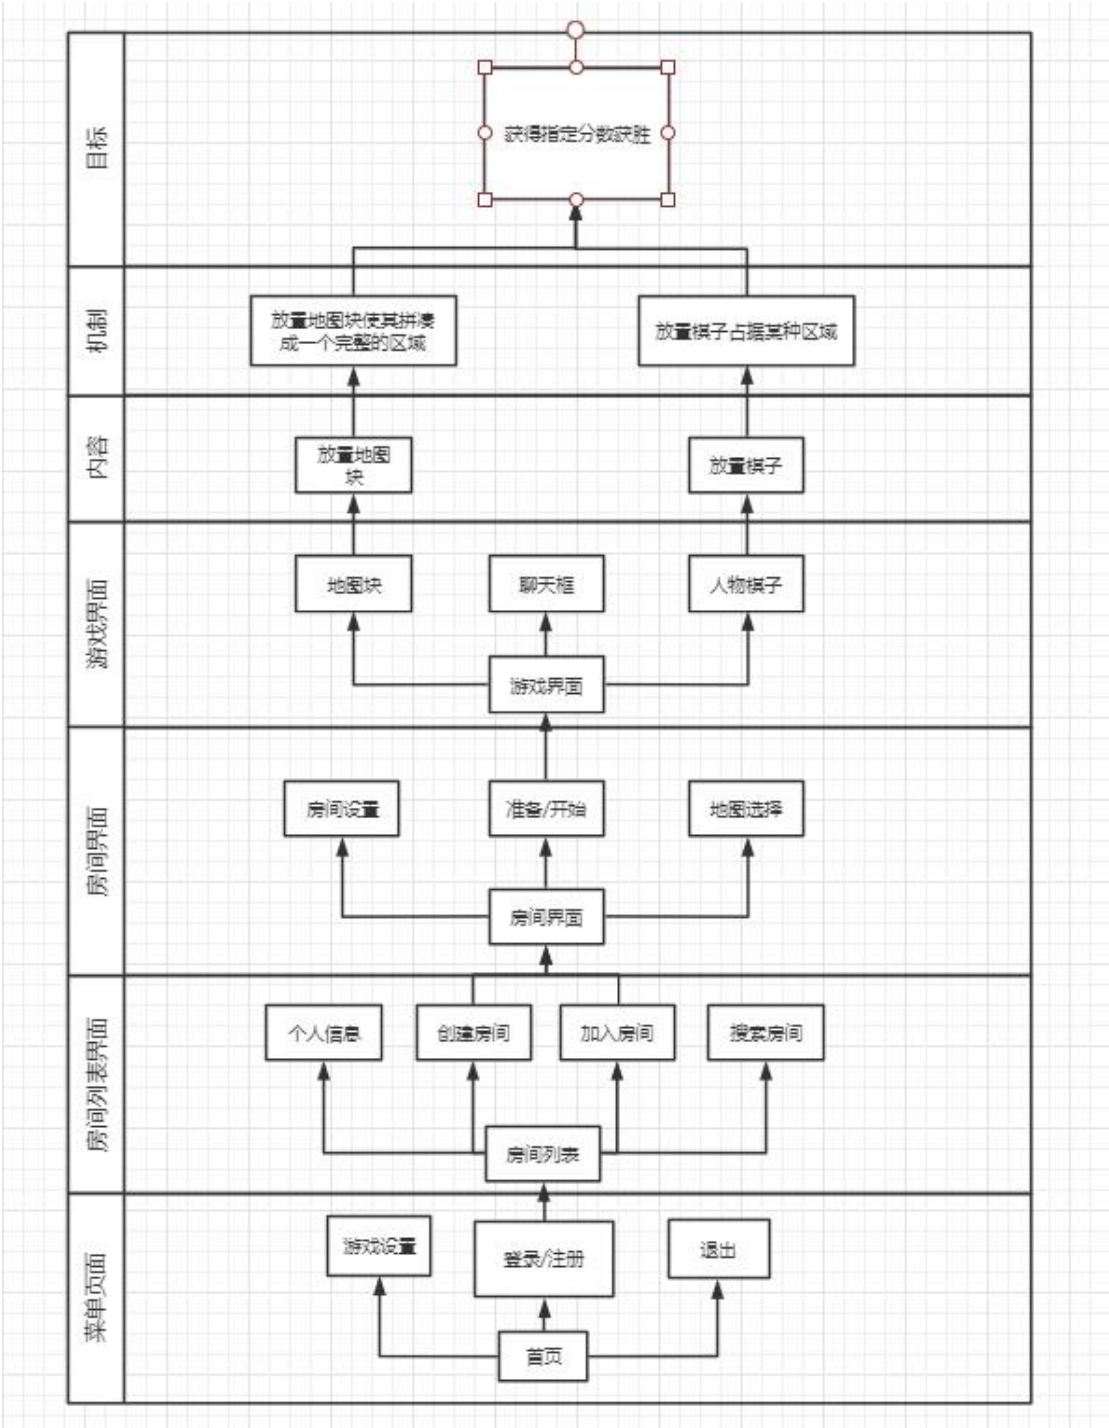 目标
获得指定分数获胜
机制
放置地图块使其拼凑
成一个完整的区域
放置棋子占据某种区域
内容
放置地图
块
放置棋子
游戏界面
地图块
聊天框
人物棋子
游戏界面
房间界面
房间设置
准备/开始
地图选择
房间界面
房间列表界面
个人信息
创建房间
加入房间
搜索房间
房间列表
菜单页面
游戏设置
登录/注册
退出
首页